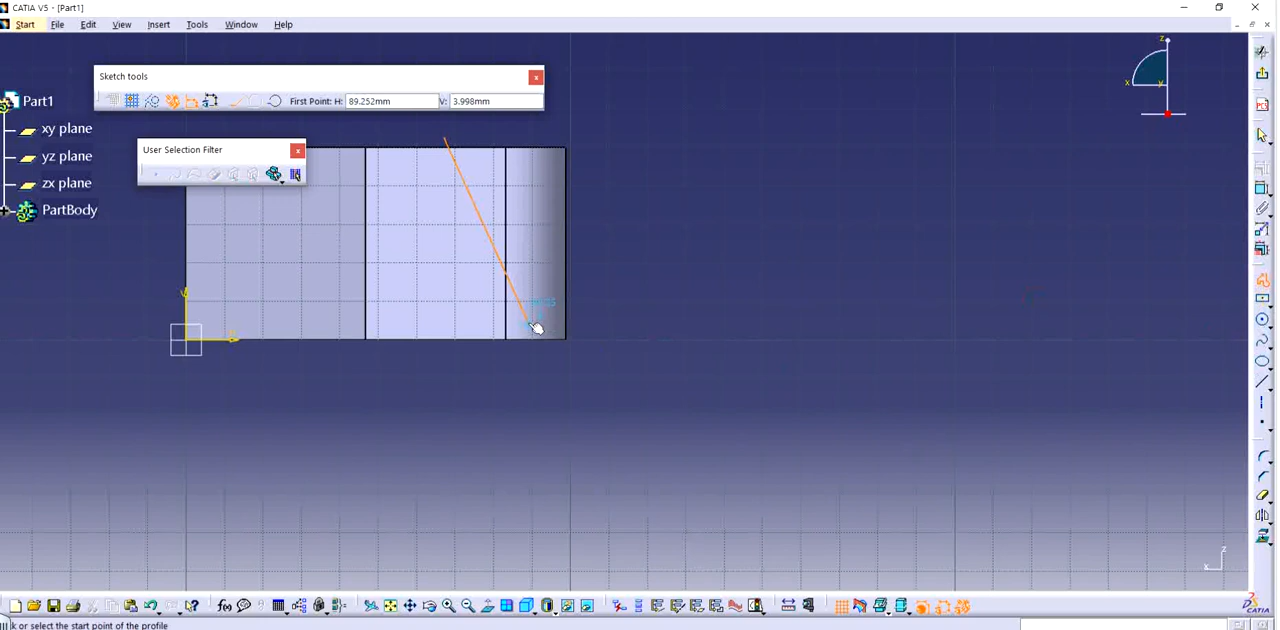 CATIA V5 - [Part1]
Start File Edit View Insert Tools Window Help
Sketch tools
First Point: H: 89.252mm V: 3.998mm
Part1
xy plane
yz plane
zx plane
PartBody
User Selection Filter
z
x
y
z
x
k or select the start point of the profile
CATIA